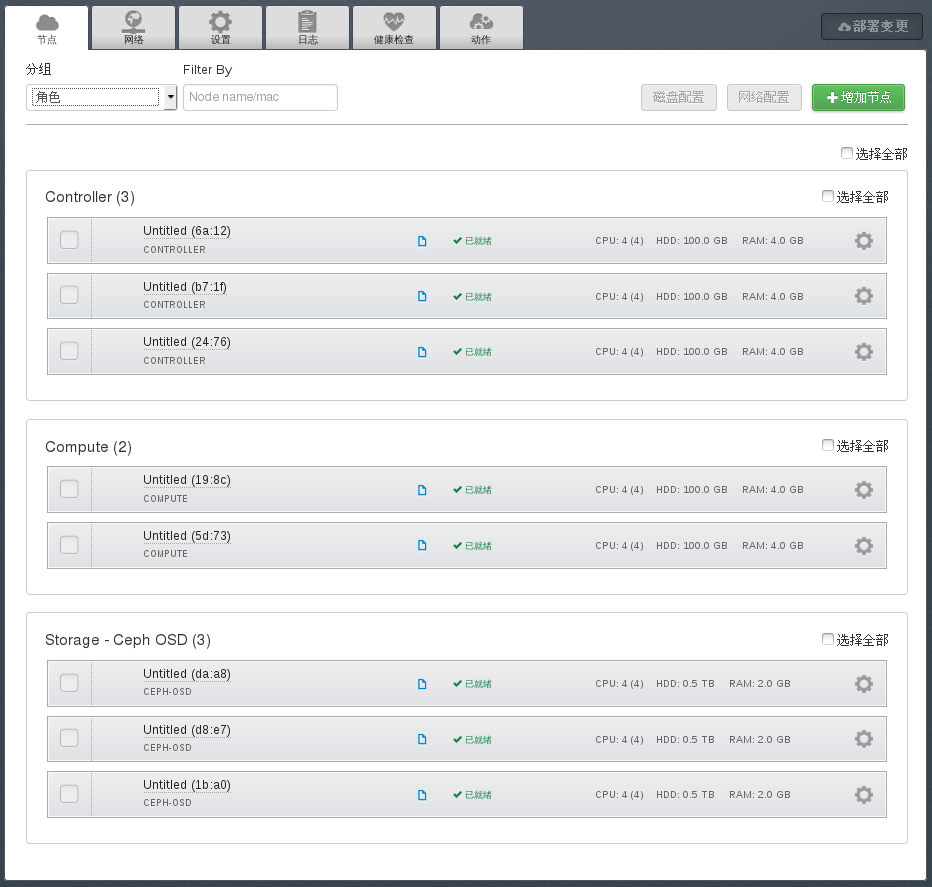 节点 网络 设置 日志 健康检查 动作 部署变更
分组 Filter By
角色 Node name/mac 磁盘配置 网络配置 增加节点
选择全部
Controller (3) 选择全部
Untitled (6a:12)
CONTROLLER
已就绪 CPU: 4 (4) HDD: 100.0 GB RAM: 4.0 GB
Untitled (b7:1f)
CONTROLLER
已就绪 CPU: 4 (4) HDD: 100.0 GB RAM: 4.0 GB
Untitled (24:76)
CONTROLLER
已就绪 CPU: 4 (4) HDD: 100.0 GB RAM: 4.0 GB
Compute (2) 选择全部
Untitled (19:8c)
COMPUTE
已就绪 CPU: 4 (4) HDD: 100.0 GB RAM: 4.0 GB
Untitled (5d:73)
COMPUTE
已就绪 CPU: 4 (4) HDD: 100.0 GB RAM: 4.0 GB
Storage - Ceph OSD (3) 选择全部
Untitled (da:a8)
CEPH-OSD
已就绪 CPU: 4 (4) HDD: 0.5 TB RAM: 2.0 GB
Untitled (d8:e7)
CEPH-OSD
已就绪 CPU: 4 (4) HDD: 0.5 TB RAM: 2.0 GB
Untitled (1b:a0)
CEPH-OSD
已就绪 CPU: 4 (4) HDD: 0.5 TB RAM: 2.0 GB